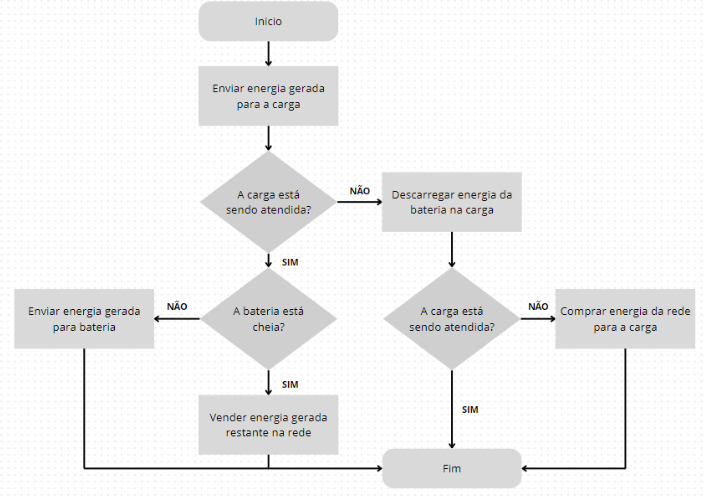 Inicio
Enviar energia gerada
para a carga
A carga está
sendo atendida?
NÃO
Descarregar energia da
bateria na carga
SIM
Enviar energia gerada
para bateria
NÃO
A bateria está
cheia?
A carga está
sendo atendida?
NÃO
Comprar energia da rede
para a carga
SIM
Vender energia gerada
restante na rede
SIM
Fim